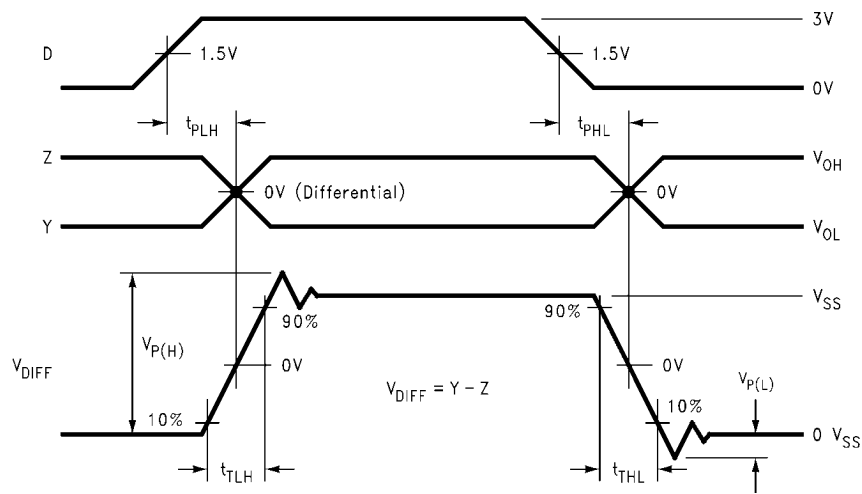 3V
D
1.5V
1.5V
0V
tPLH
tPHL
Z
VOH
0V (Differential)
0V
Y
VOL
VSS
90%
90%
VP(H)
VDIFF
0V
0V
VDIFF = Y – Z
VP(L)
10%
10%
0 VSS
tTLH
tTHL